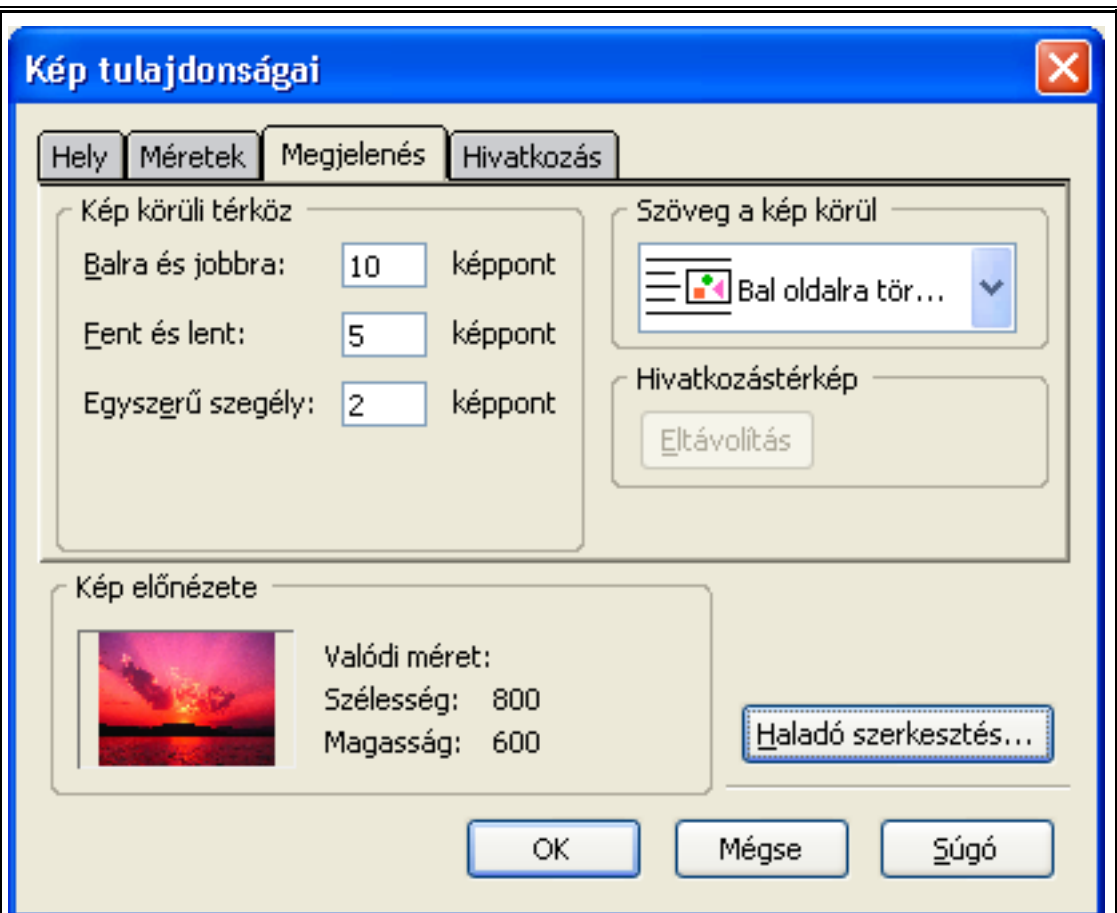 Kép tulajdonságai
Hely Méretek Megjelenés Hivatkozás
Kép körüli térköz
Balra és jobbra: 10 képpont
Fent és lent: 5 képpont
Egyszerű szegély: 2 képpont
Szöveg a kép körül
Bal oldalra tör...
Hivatkozástérkép
Eltávolítás
Kép előnézete
Valódi méret:
Szélesség: 800
Magasság: 600
Haladó szerkesztés...
OK Mégse Súgó